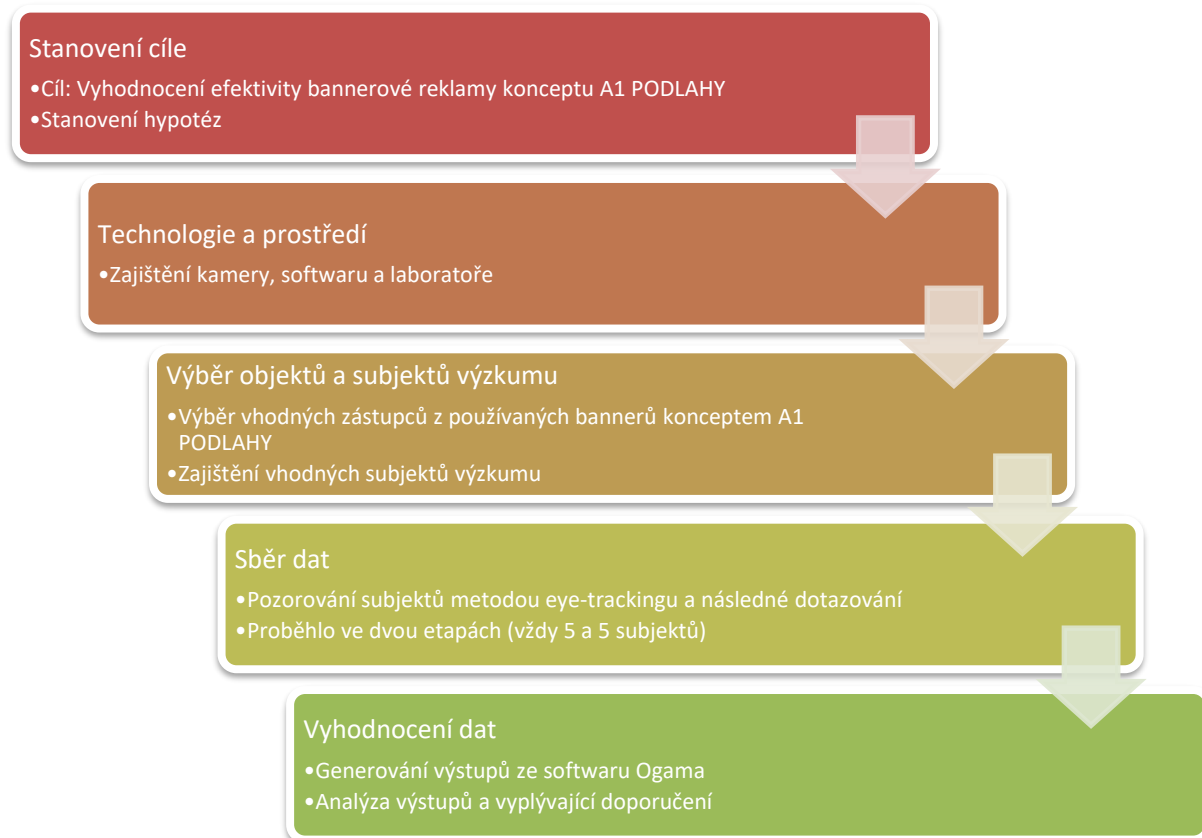 Stanovení cíle
•Cíl: Vyhodnocení efektivity bannerové reklamy konceptu A1 PODLAHY
•Stanovení hypotéz
Technologie a prostředí
•Zajištění kamery, softwaru a laboratoře
Výběr objektů a subjektů výzkumu
•Výběr vhodných zástupců z používaných bannerů konceptem A1
PODLAHY
•Zajištění vhodných subjektů výzkumu
Sběr dat
•Pozorování subjektů metodou eye-trackingu a následné dotazování
•Proběhlo ve dvou etapách (vždy 5 a 5 subjektů)
Vyhodnocení dat
•Generování výstupů ze softwaru Ogama
•Analýza výstupů a vyplývající doporučení